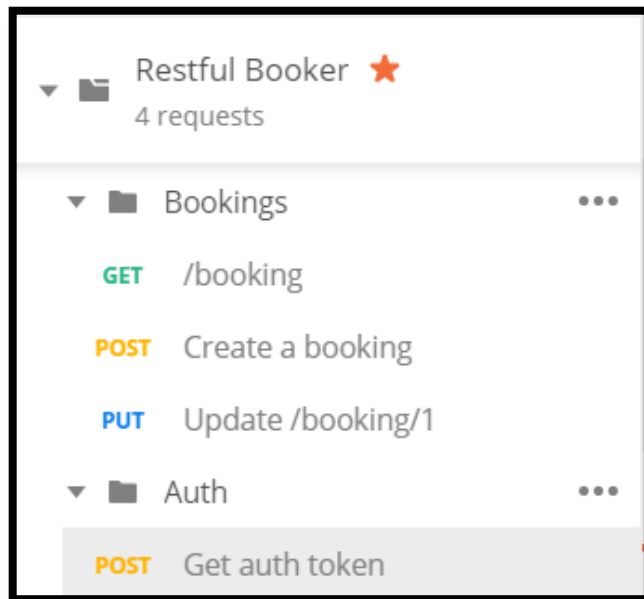 Restful Booker
4 requests
Bookings
GET /booking
POST Create a booking
PUT Update /booking/1
Auth
POST Get auth token